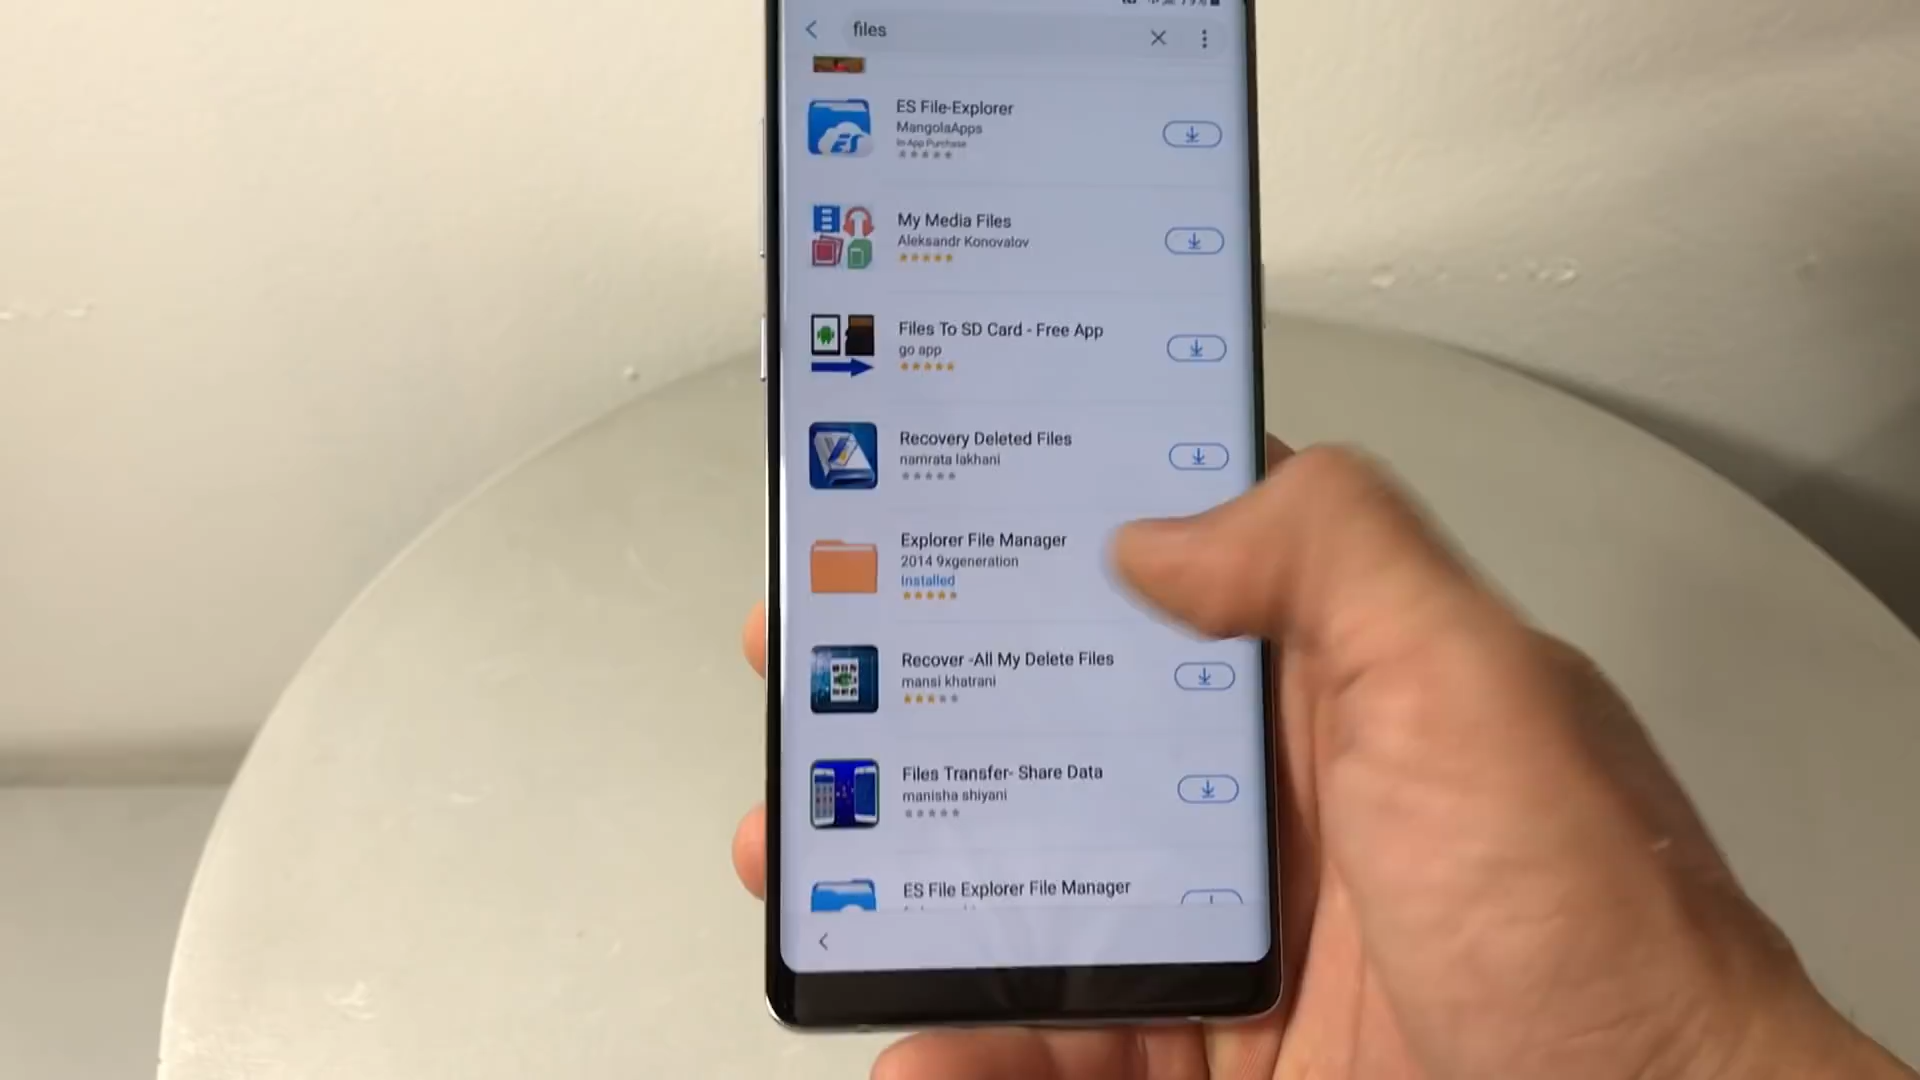 files
ES File-Explorer
MangolaApps
In-App Purchase
My Media Files
Aleksandr Konovalov
Files To SD Card - Free App
go app
Recovery Deleted Files
namrata lakhani
Explorer File Manager
2014 9xgeneration
Installed
Recover -All My Delete Files
mansi khatrani
Files Transfer- Share Data
manisha shiyani
ES File Explorer File Manager